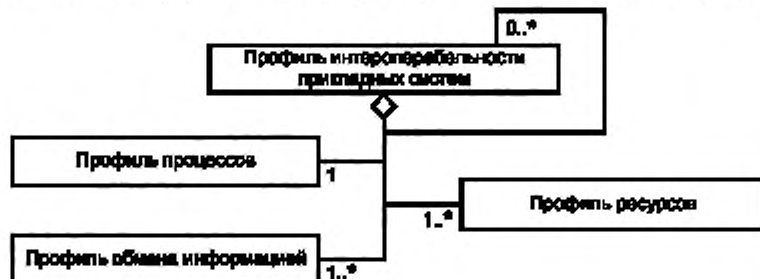 0..*
Профиль интероперабельности
прикладных систем
Профиль процессов
1
Профиль ресурсов
1..*
Профиль обмена информацией
1..*